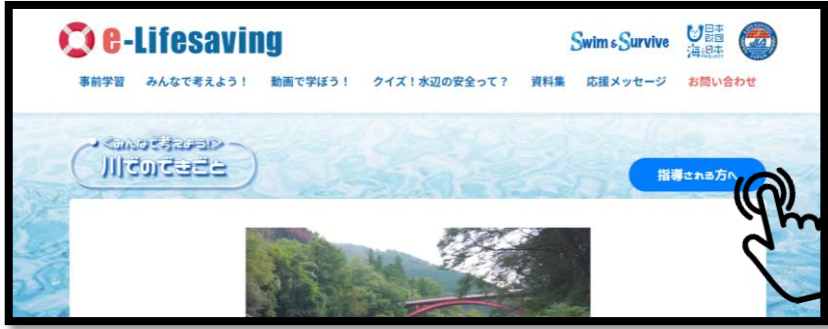 e-Lifesaving
Swim & Survive
日本
財団
海と日本
PROJECT
事前学習 みんなで考えよう! 動画で学ぼう! クイズ!水辺の安全って? 資料集 応援メッセージ お問い合わせ
<みんなで考えよう!>
川でのできごと
指導される方へ